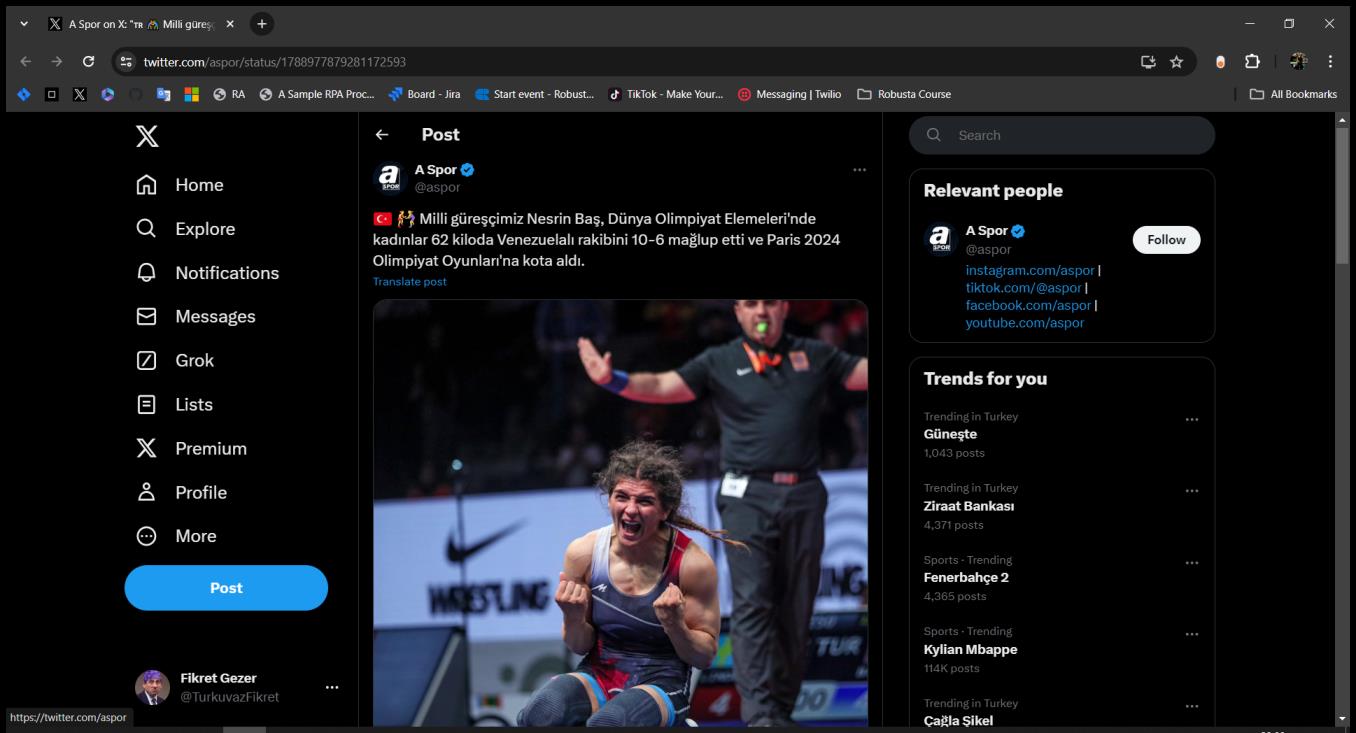 A Spor on X: "TR 🤼 Milli güreşç
twitter.com/aspor/status/1788977879281172593
RA
A Sample RPA Proc...
Board - Jira
Start event - Robust...
TikTok - Make Your...
Messaging | Twilio
Robusta Course
All Bookmarks
Home
Explore
Notifications
Messages
Grok
Lists
Premium
Profile
More
Post
Fikret Gezer
@TurkuvazFikret
https://twitter.com/aspor
Post
a
SPOR
A Spor
@aspor
🇹🇷 🤼 Milli güreşçimiz Nesrin Baş, Dünya Olimpiyat Elemeleri'nde
kadınlar 62 kiloda Venezuelalı rakibini 10-6 mağlup etti ve Paris 2024
Olimpiyat Oyunları'na kota aldı.
Translate post
WRESTLING
TUR
4
00
Search
Relevant people
a
SPOR
A Spor
@aspor
Follow
instagram.com/aspor |
tiktok.com/@aspor |
facebook.com/aspor |
youtube.com/aspor
Trends for you
Trending in Turkey
Güneşte
1,043 posts
Trending in Turkey
Ziraat Bankası
4,371 posts
Sports · Trending
Fenerbahçe 2
4,365 posts
Sports · Trending
Kylian Mbappe
114K posts
Trending in Turkey
Çağla Şikel